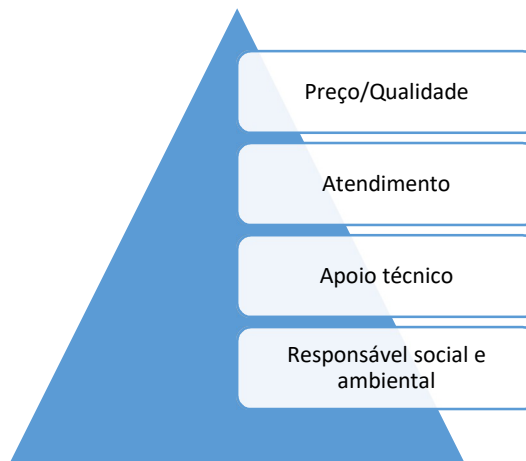 Preço/Qualidade
Atendimento
Apoio técnico
Responsável social e
ambiental